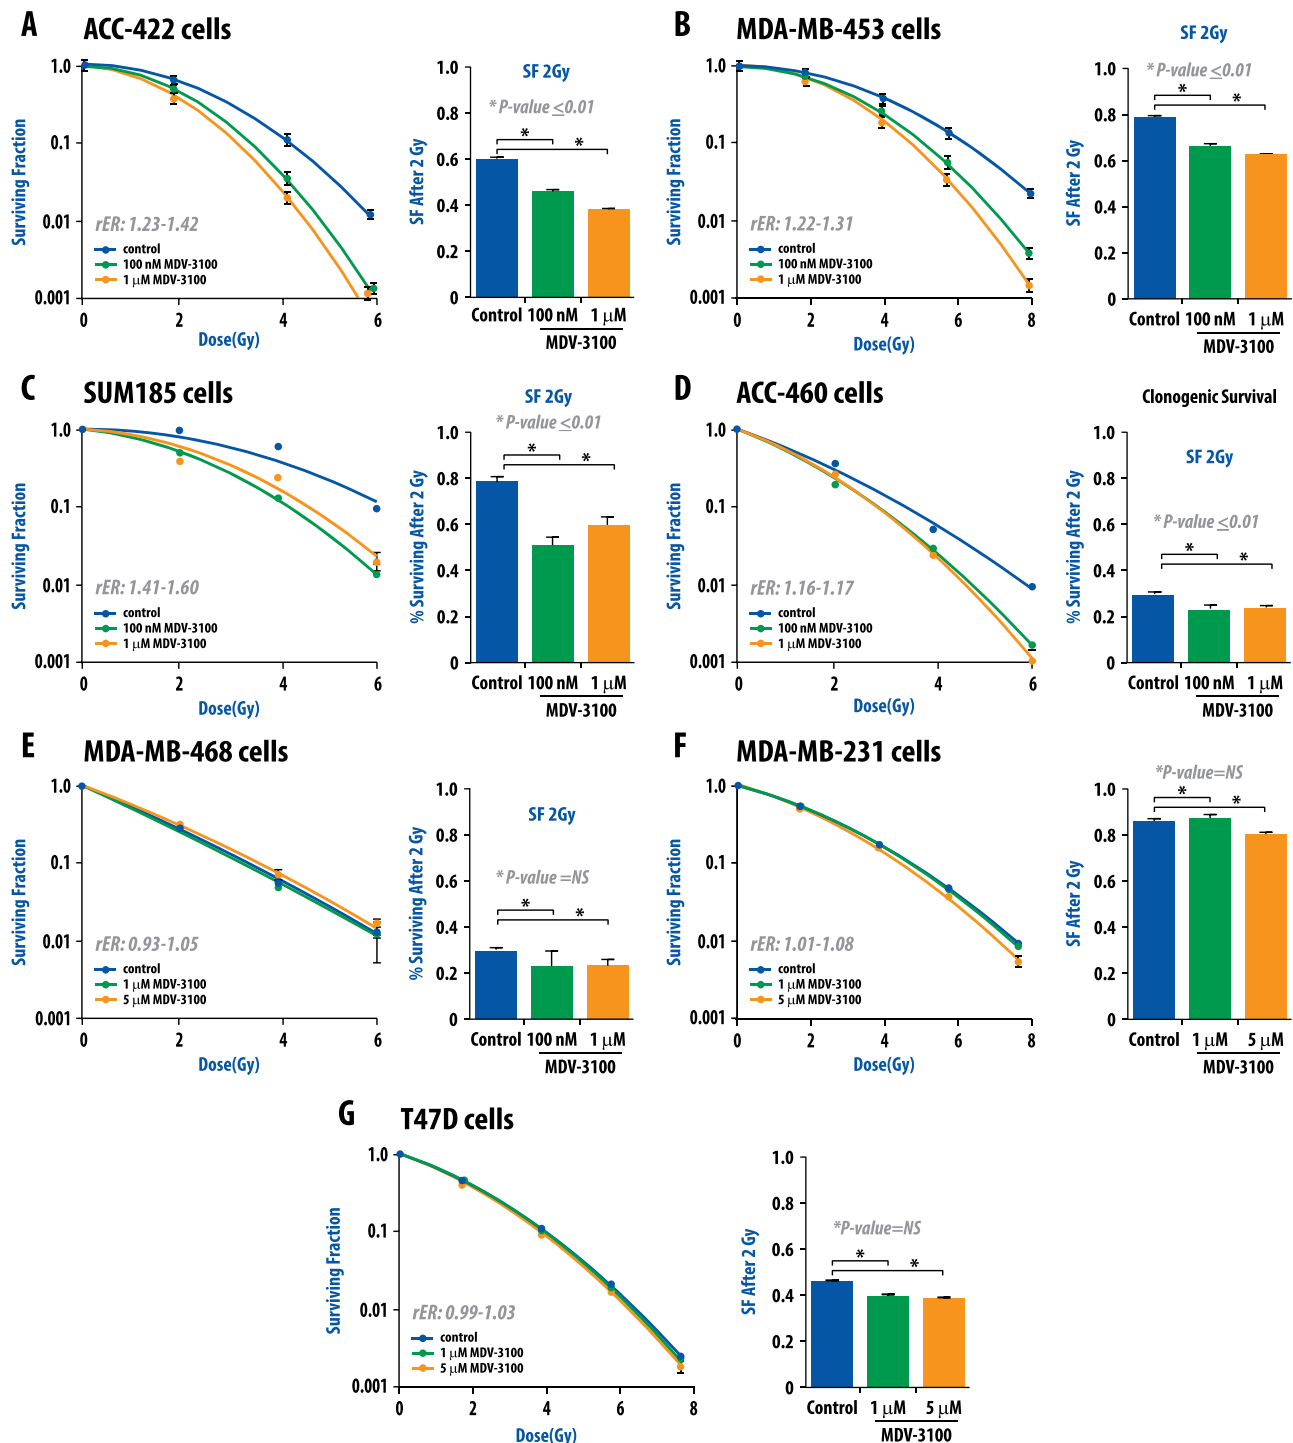 A ACC-422 cells
Surviving Fraction
1.0
0.1
0.01
0.001
rER: 1.23-1.42
control
100 nM MDV-3100
1 μM MDV-3100
0 2 4 6
Dose(Gy)
SF 2Gy
*P-value ≤0.01
SF After 2 Gy
1.0
0.8
0.6
0.4
0.2
0
* *
Control 100 nM 1 μM
MDV-3100
B MDA-MB-453 cells
Surviving Fraction
1.0
0.1
0.01
0.001
rER: 1.22-1.31
control
100 nM MDV-3100
1 μM MDV-3100
0 2 4 6 8
Dose(Gy)
SF 2Gy
*P-value ≤0.01
SF After 2 Gy
1.0
0.8
0.6
0.4
0.2
0
* *
Control 100 nM 1 μM
MDV-3100
C SUM185 cells
Surviving Fraction
1.0
0.1
0.01
0.001
rER: 1.41-1.60
control
100 nM MDV-3100
1 μM MDV-3100
0 2 4 6
Dose(Gy)
SF 2Gy
*P-value ≤0.01
% Surviving After 2 Gy
1.0
0.8
0.6
0.4
0.2
0
* *
Control 100 nM 1 μM
MDV-3100
D ACC-460 cells
Surviving Fraction
1.0
0.1
0.01
0.001
rER: 1.16-1.17
control
100 nM MDV-3100
1 μM MDV-3100
0 2 4 6
Dose(Gy)
Clonogenic Survival
SF 2Gy
*P-value ≤0.01
% Surviving After 2 Gy
1.0
0.8
0.6
0.4
0.2
0
* *
Control 100 nM 1 μM
MDV-3100
E MDA-MB-468 cells
Surviving Fraction
1.0
0.1
0.01
0.001
rER: 0.93-1.05
control
1 μM MDV-3100
5 μM MDV-3100
0 2 4 6
Dose(Gy)
SF 2Gy
*P-value =NS
% Surviving After 2 Gy
1.0
0.8
0.6
0.4
0.2
0
* *
Control 100 nM 1 μM
MDV-3100
F MDA-MB-231 cells
Surviving Fraction
1.0
0.1
0.01
0.001
rER: 1.01-1.08
control
1 μM MDV-3100
5 μM MDV-3100
0 2 4 6 8
Dose(Gy)
*P-value=NS
SF After 2 Gy
1.0
0.8
0.6
0.4
0.2
0
* *
Control 1 μM 5 μM
MDV-3100
G T47D cells
Surviving Fraction
1.0
0.1
0.01
0.001
rER: 0.99-1.03
control
1 μM MDV-3100
5 μM MDV-3100
0 2 4 6 8
Dose(Gy)
*P-value=NS
SF After 2 Gy
1.0
0.8
0.6
0.4
0.2
0
* *
Control 1 μM 5 μM
MDV-3100